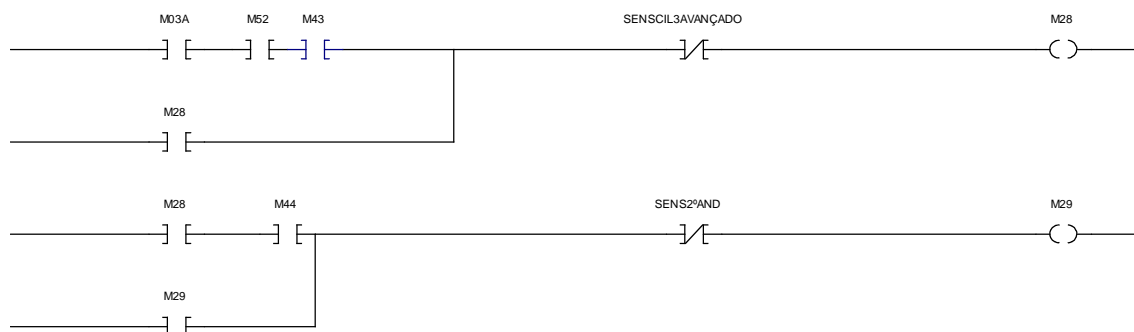 M03A M52 M43 SENSCIL3AVANÇADO M28
M28
M28 M44 SENS2ºAND M29
M29